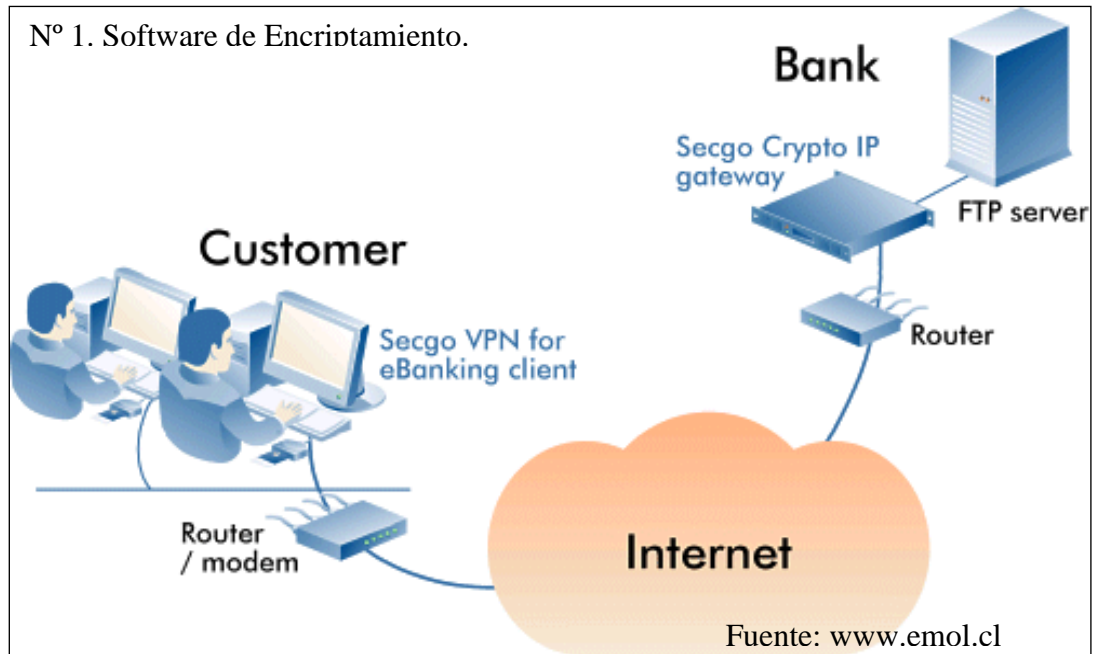 Nº 1. Software de Encriptamiento.
Bank
Secgo Crypto IP
gateway
FTP server
Customer
Secgo VPN for
eBanking client
Router
Router
/ modem
Internet
Fuente: www.emol.cl